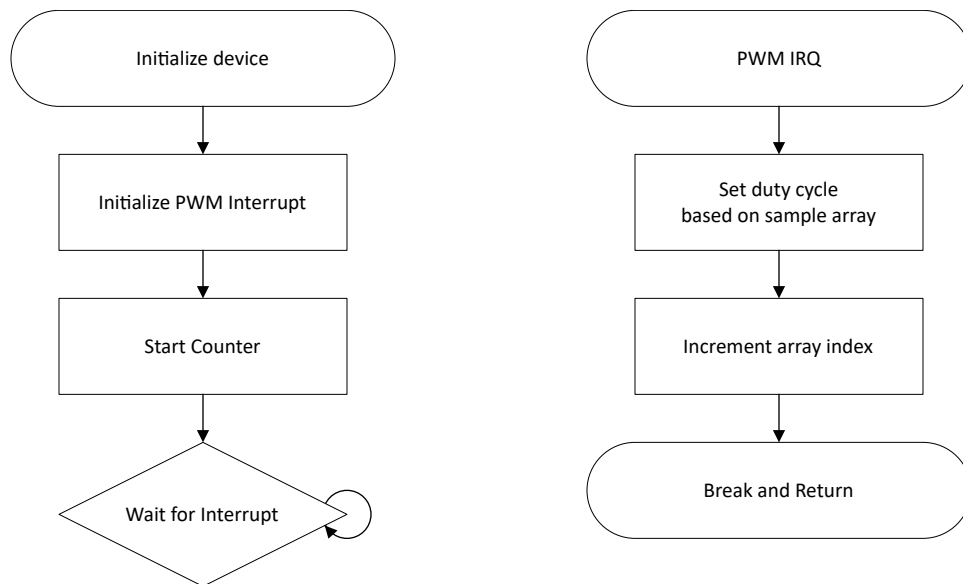 Initialize device
Initialize PWM Interrupt
Start Counter
Wait for Interrupt
PWM IRQ
Set duty cycle
based on sample array
Increment array index
Break and Return